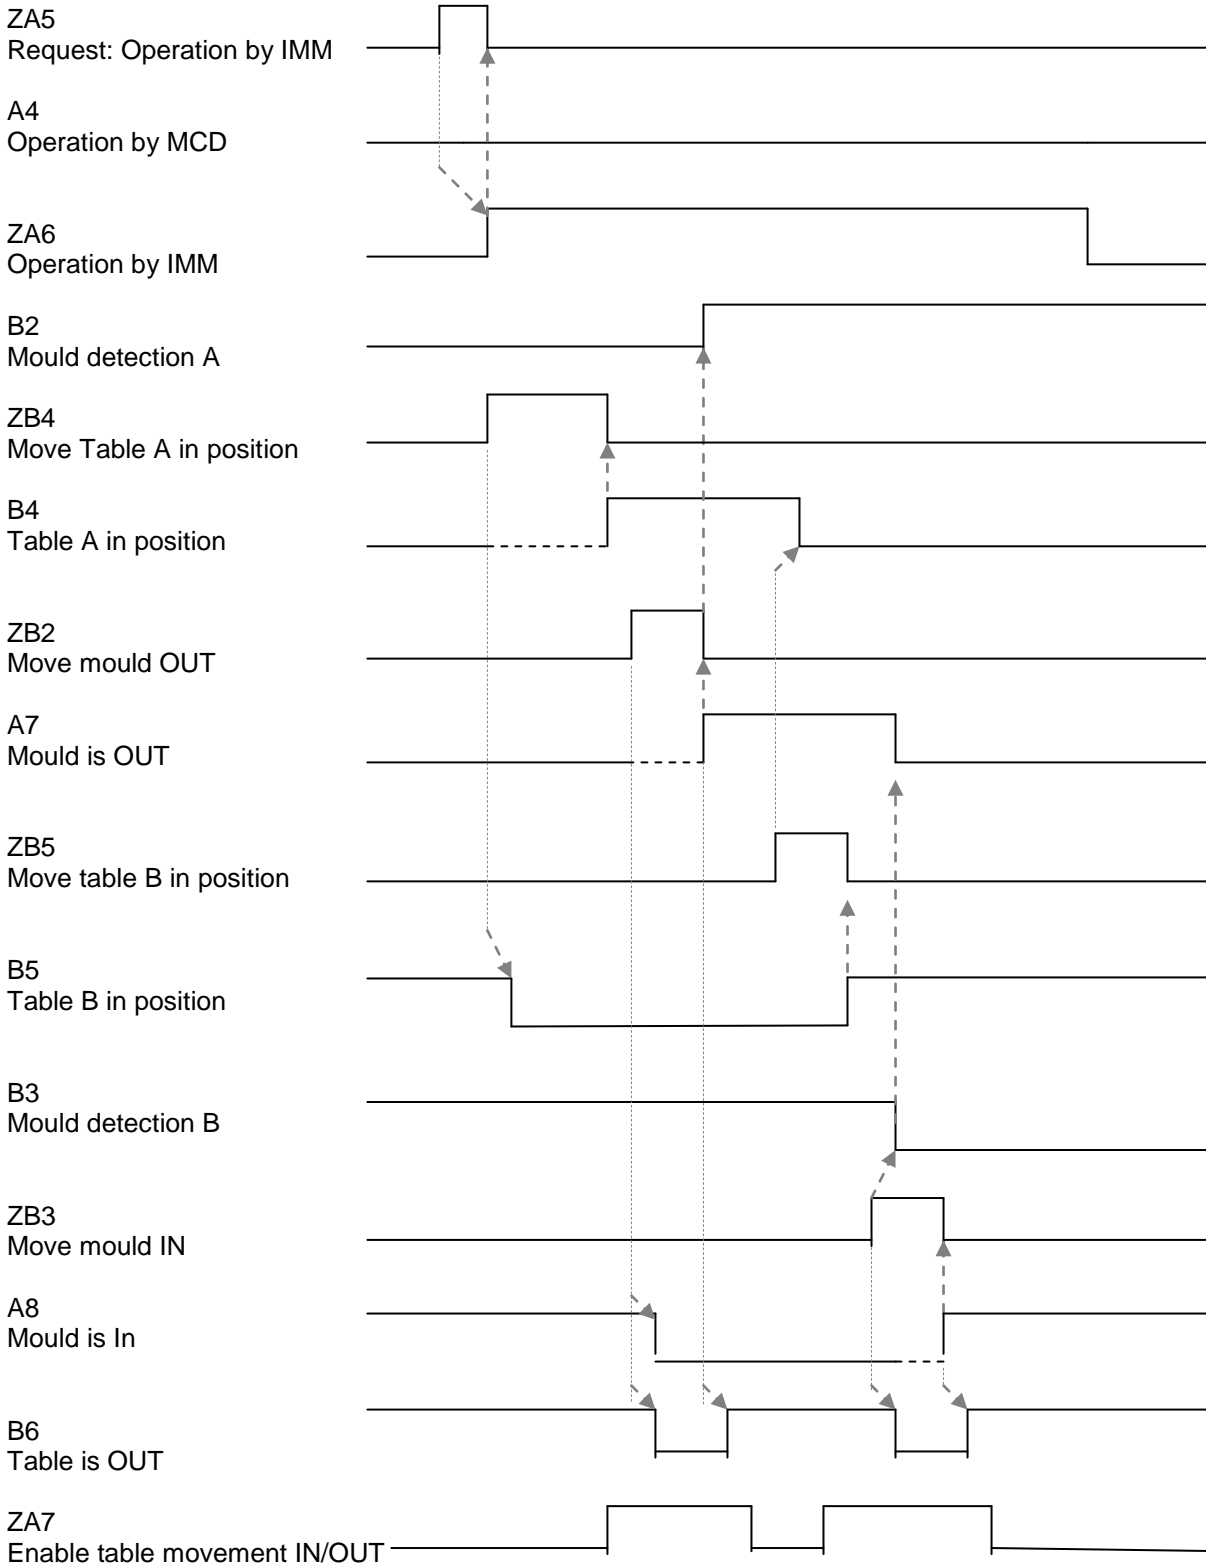 ZA5
Request: Operation by IMM
A4
Operation by MCD
ZA6
Operation by IMM
B2
Mould detection A
ZB4
Move Table A in position
B4
Table A in position
ZB2
Move mould OUT
A7
Mould is OUT
ZB5
Move table B in position
B5
Table B in position
B3
Mould detection B
ZB3
Move mould IN
A8
Mould is In
B6
Table is OUT
ZA7
Enable table movement IN/OUT